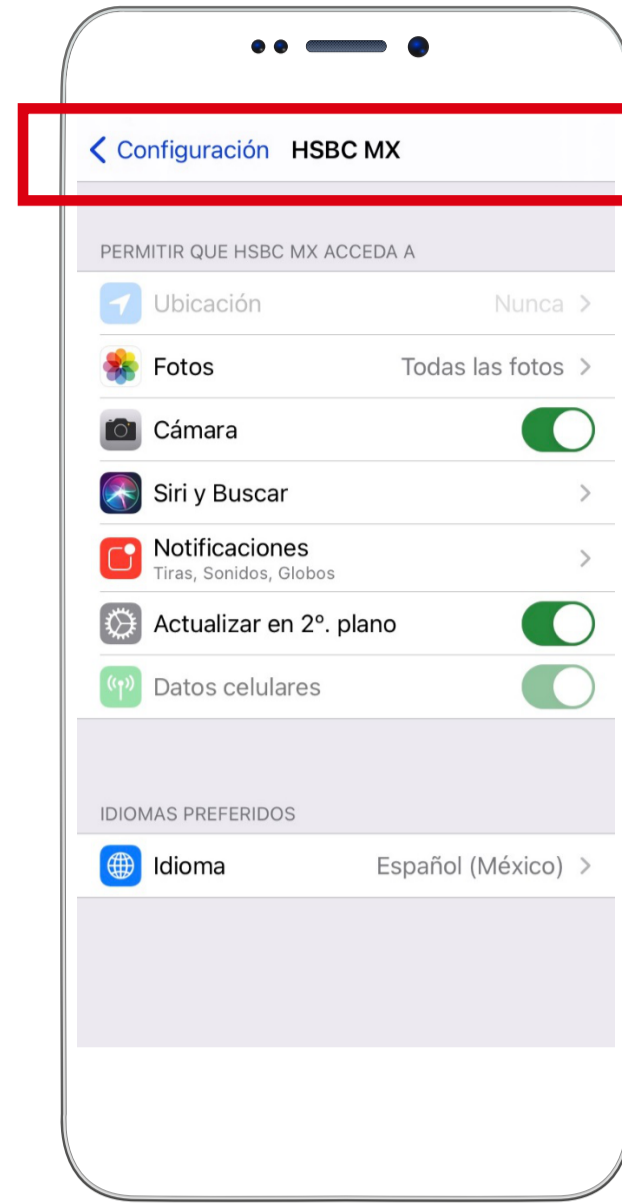 Configuración HSBC MX
PERMITIR QUE HSBC MX ACCEDA A
Ubicación Nunca
Fotos Todas las fotos
Cámara
Siri y Buscar
Notificaciones
Tiras, Sonidos, Globos
Actualizar en 2º. plano
Datos celulares
IDIOMAS PREFERIDOS
Idioma Español (México)